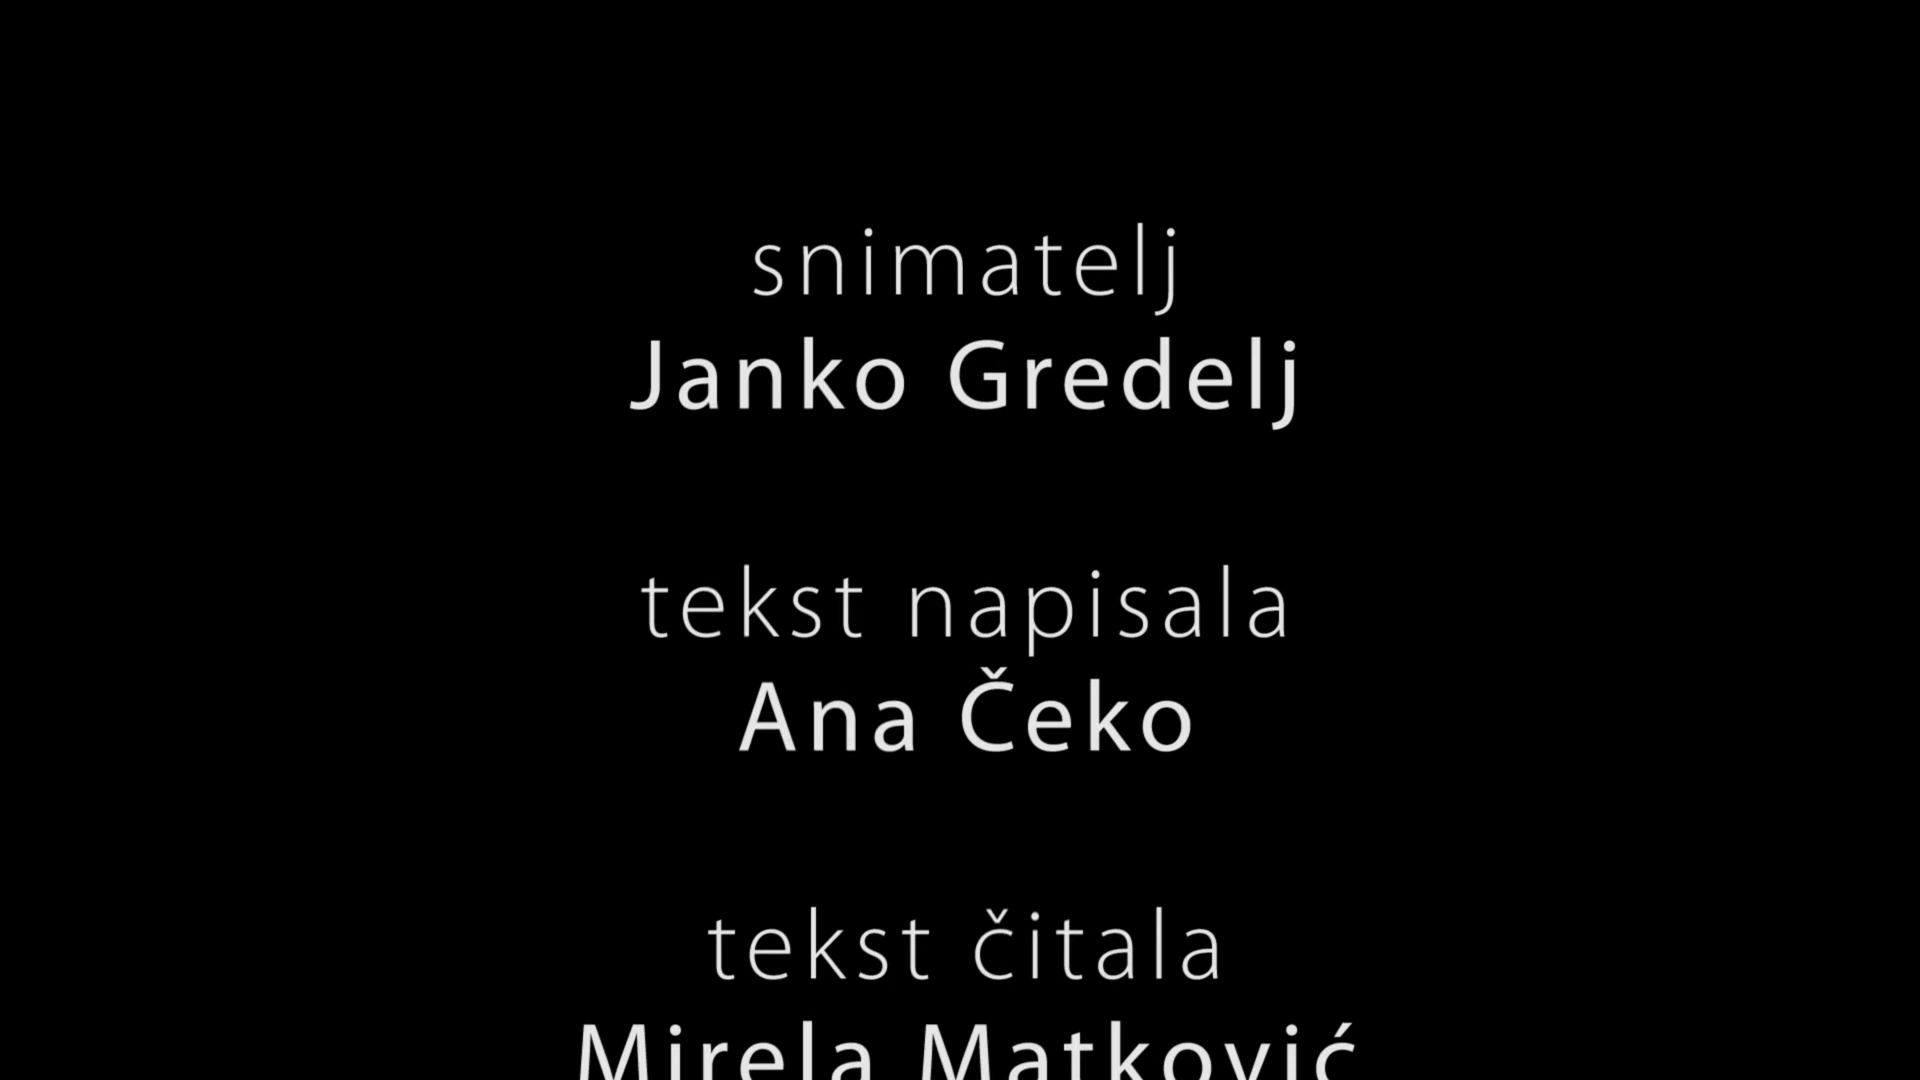 snimatelj
Janko Gredelj
tekst napisala
Ana Čeko
tekst čitala
Mirela Matković